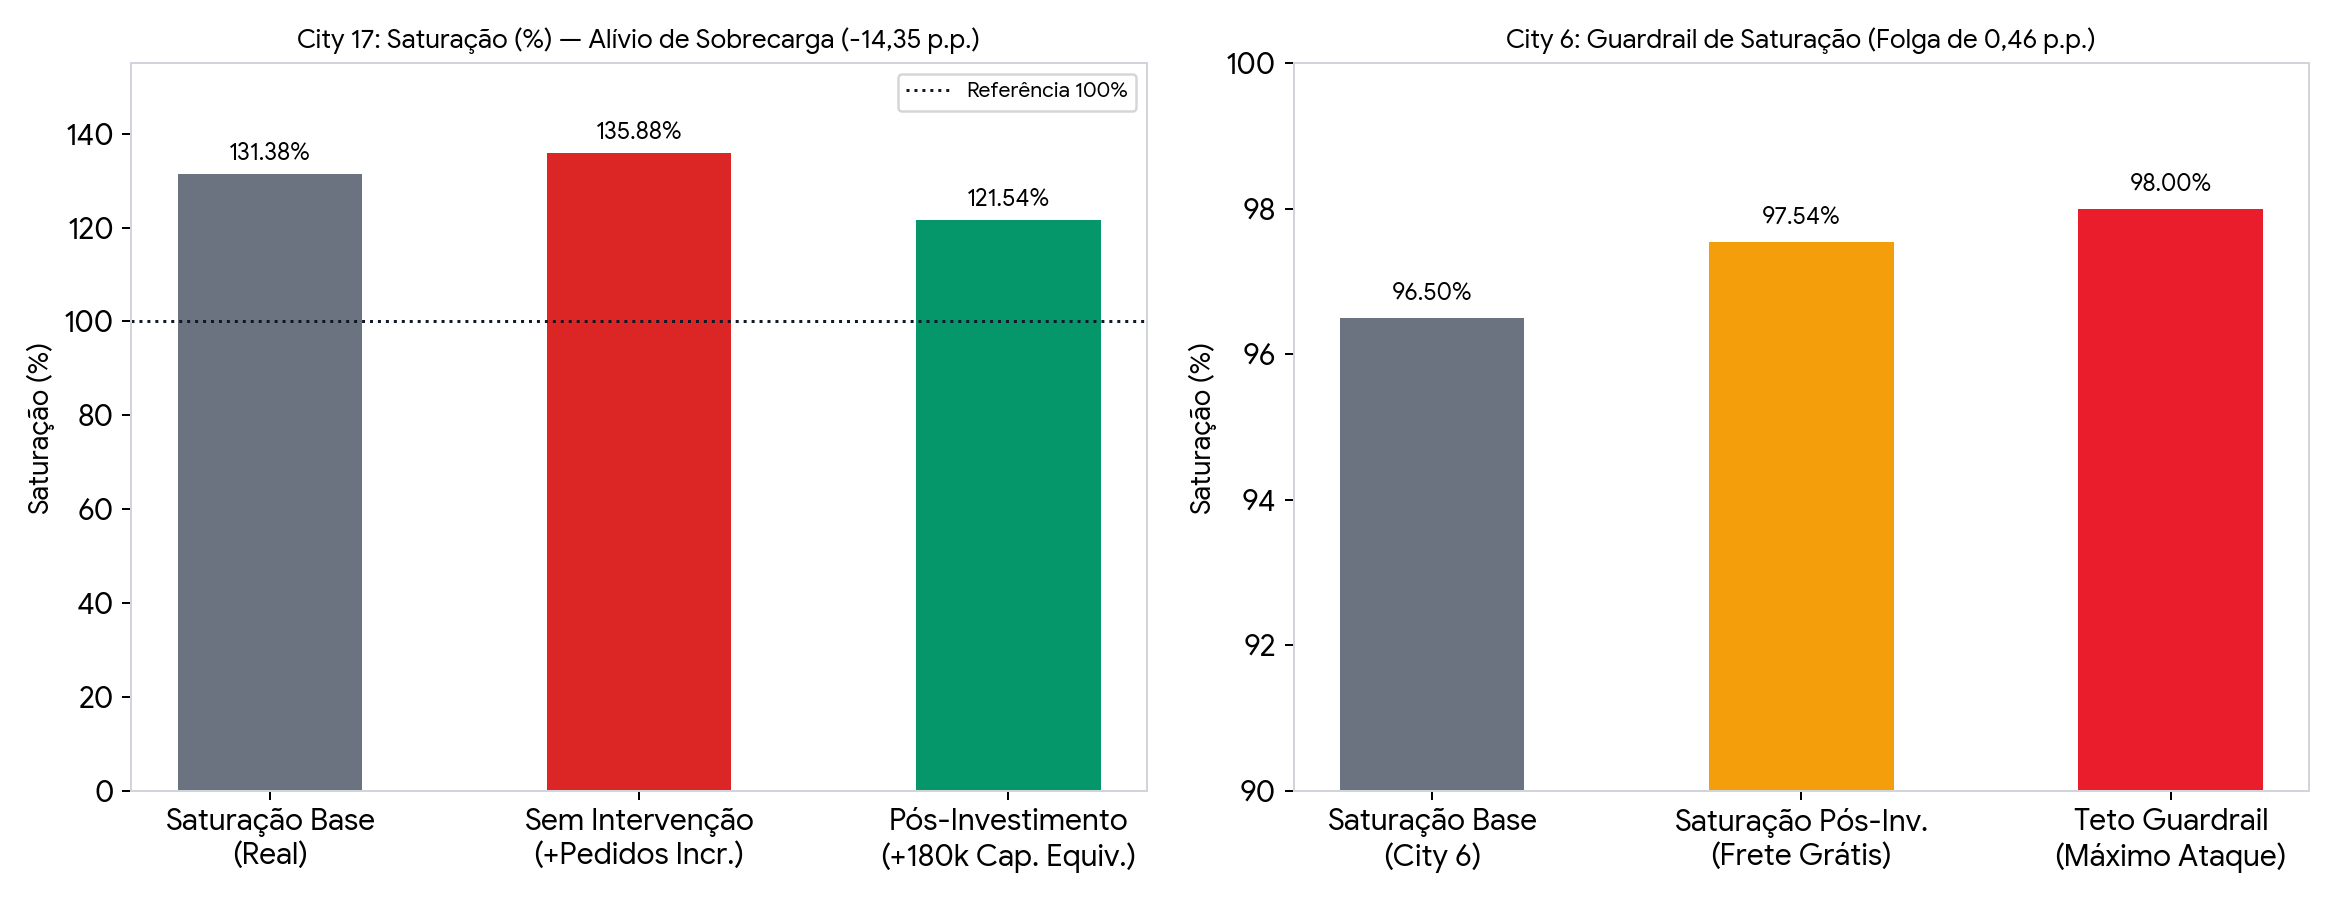 City 17: Saturação (%) — Alívio de Sobrecarga (-14,35 p.p.)
Referência 100%
Saturação (%)
140
120
100
80
60
40
20
0
131.38%
135.88%
121.54%
Saturação Base
(Real)
Sem Intervenção
(+Pedidos Incr.)
Pós-Investimento
(+180k Cap. Equiv.)
City 6: Guardrail de Saturação (Folga de 0,46 p.p.)
Saturação (%)
100
98
96
94
92
90
96.50%
97.54%
98.00%
Saturação Base
(City 6)
Saturação Pós-Inv.
(Frete Grátis)
Teto Guardrail
(Máximo Ataque)